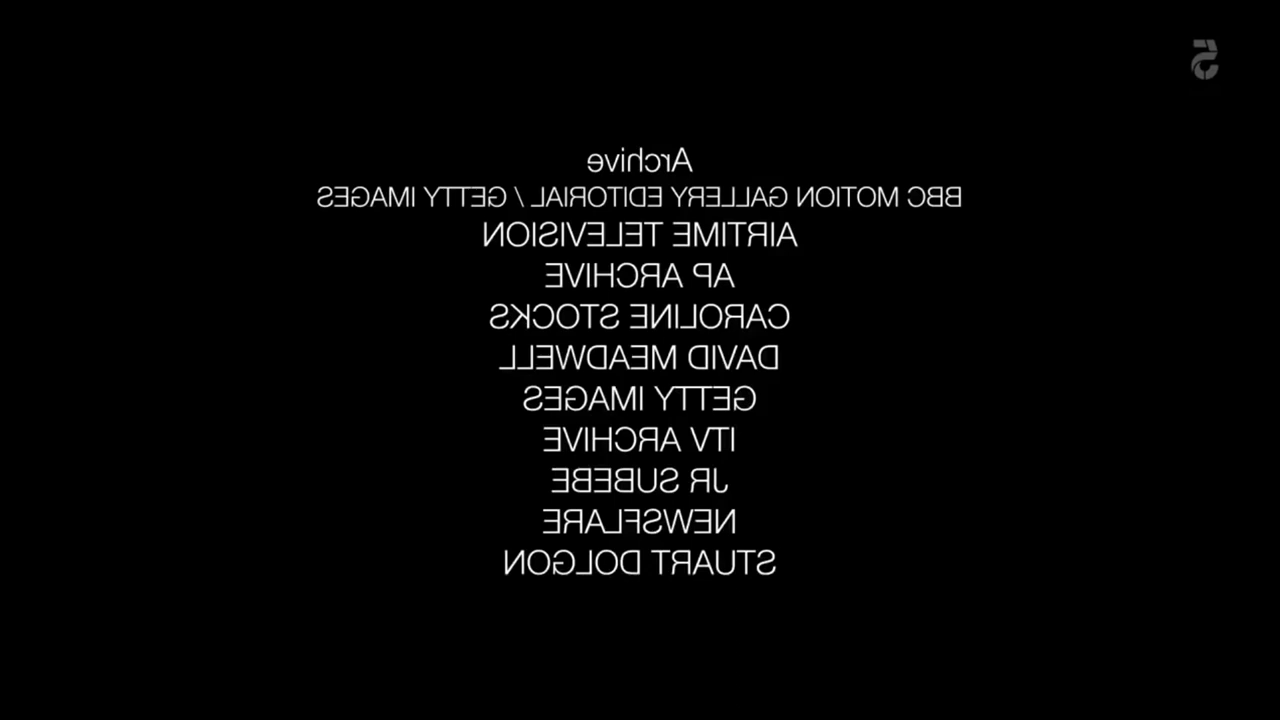 5
Archive
BBC MOTION GALLERY EDITORIAL / GETTY IMAGES
AIRTIME TELEVISION
AP ARCHIVE
CAROLINE STOCKS
DAVID MEADWELL
GETTY IMAGES
ITV ARCHIVE
JR SUBEBE
NEWSFLARE
STUART DOLGON